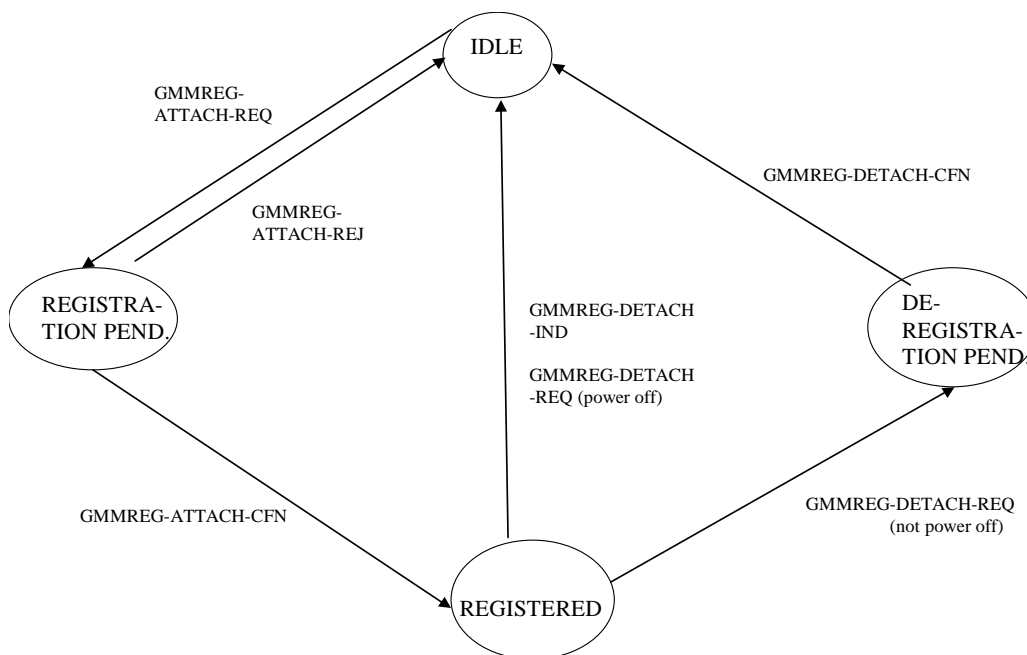 IDLE
GMMREG-
ATTACH-REQ
GMMREG-DETACH-CFN
GMMREG-
ATTACH-REJ
REGISTRA-
TION PEND.
GMMREG-DETACH
-IND
GMMREG-DETACH
-REQ (power off)
DE-
REGISTRA-
TION PEND.
GMMREG-ATTACH-CFN
GMMREG-DETACH-REQ
(not power off)
REGISTERED